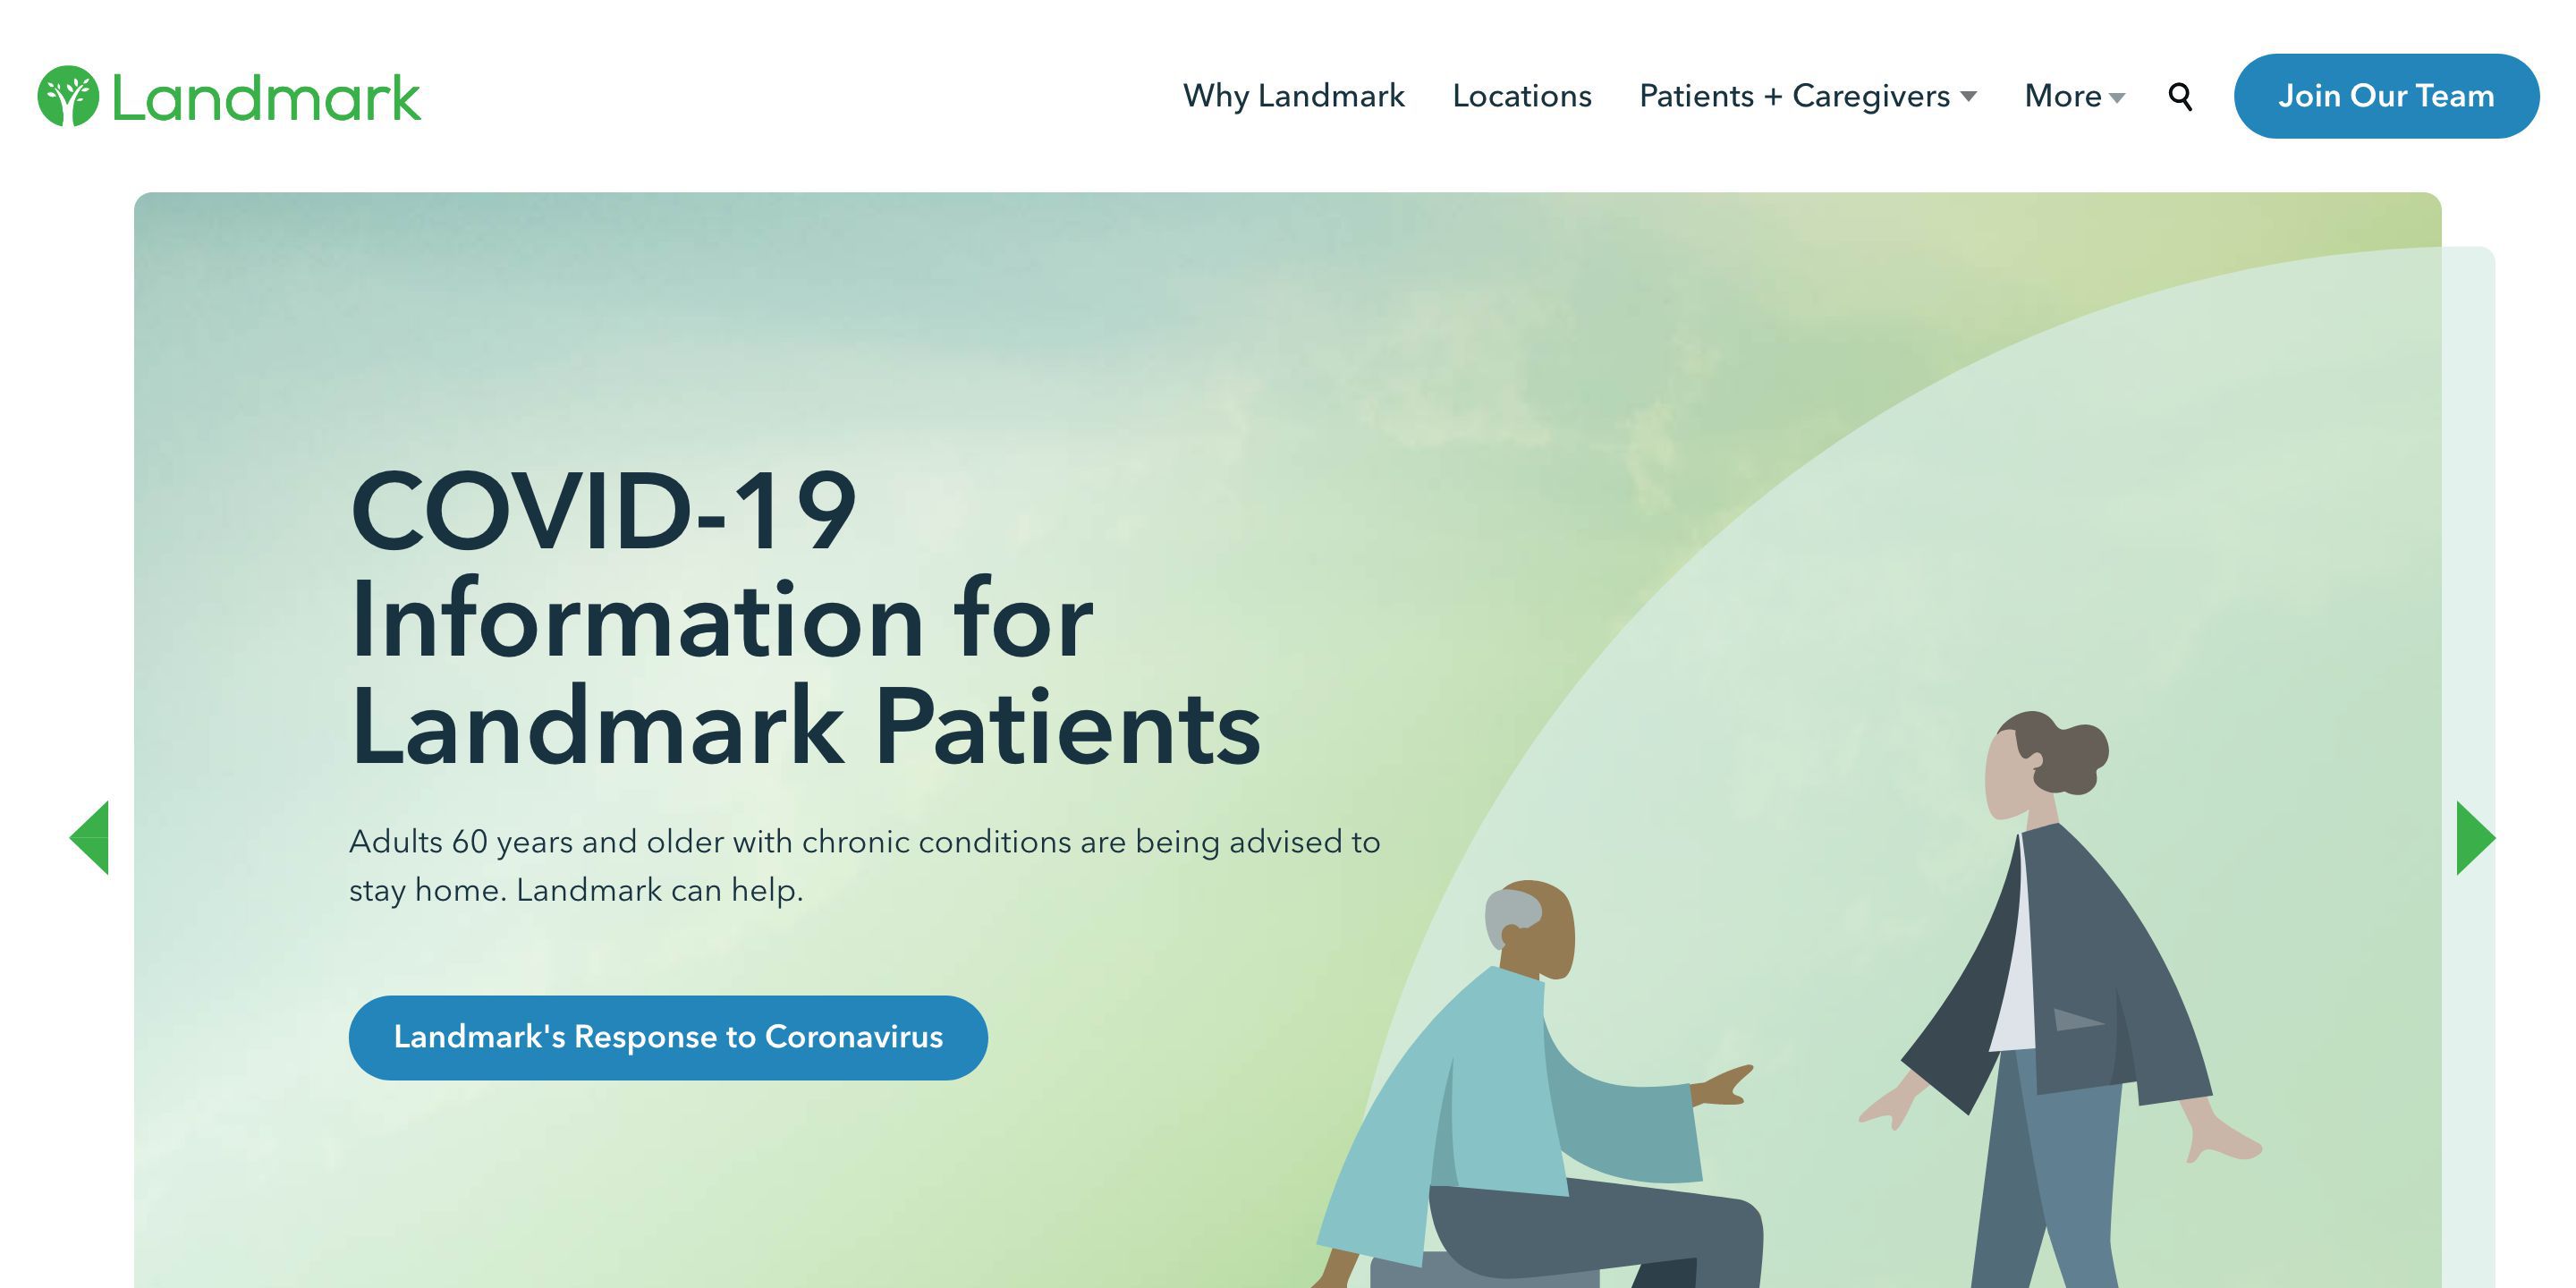 Landmark
Why Landmark
Locations
Patients + Caregivers
More
Join Our Team
COVID-19
Information for
Landmark Patients
Adults 60 years and older with chronic conditions are being advised to
stay home. Landmark can help.
Landmark's Response to Coronavirus